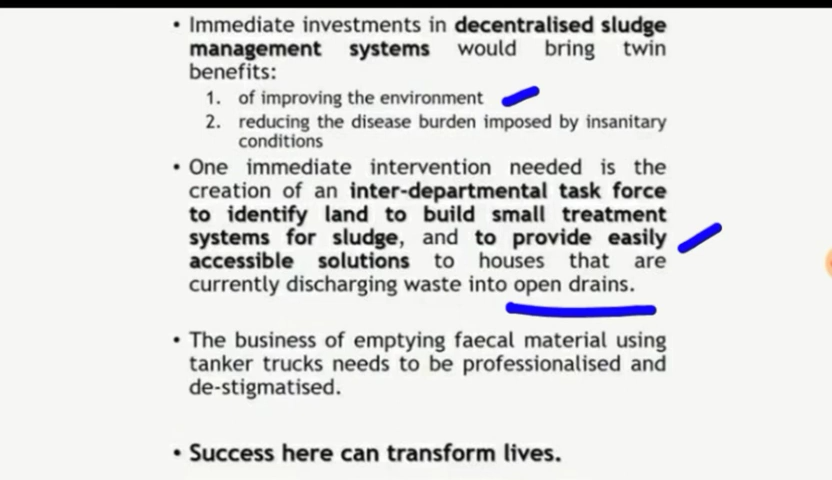 • Immediate investments in decentralised sludge
management systems would bring twin
benefits:
1. of improving the environment
2. reducing the disease burden imposed by insanitary
conditions
• One immediate intervention needed is the
creation of an inter-departmental task force
to identify land to build small treatment
systems for sludge, and to provide easily
accessible solutions to houses that are
currently discharging waste into open drains.
• The business of emptying faecal material using
tanker trucks needs to be professionalised and
de-stigmatised.
• Success here can transform lives.